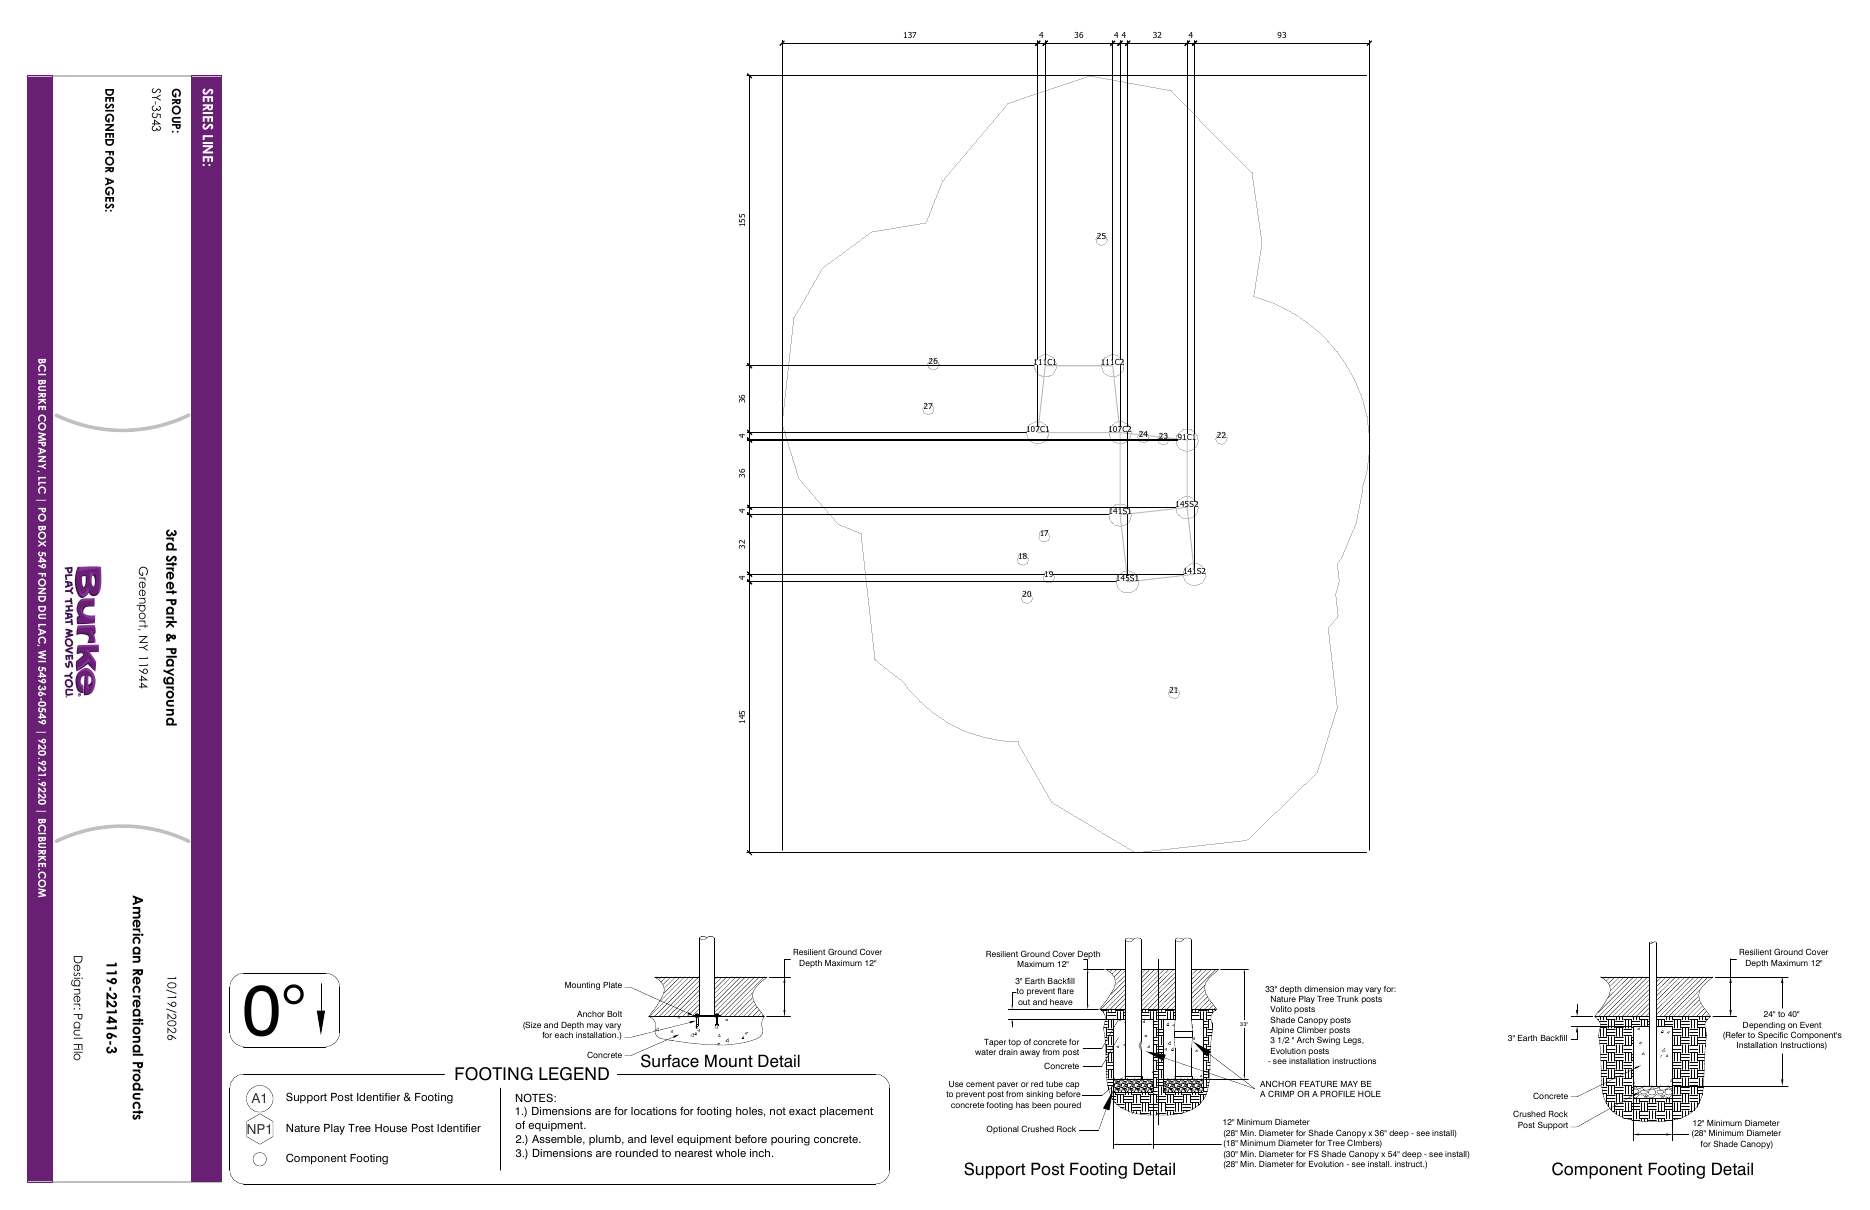 SERIES LINE:
GROUP:
SY-3543
DESIGNED FOR AGES:
3rd Street Park & Playground
Greenport, NY 11944
Burke®
PLAY THAT MOVES YOU.
10/19/2026
American Recreational Products
119-221416-3
Designer: Paul Filo
BCI BURKE COMPANY, LLC | PO BOX 549 FOND DU LAC, WI 54936-0549 | 920.921.9220 | BCIBURKE.COM
137 4 36 4 4 32 4 93
155
36
4
36
4
32
4
145
25
26
111C1 111C2
27
107C1 107C2 24 23 91C1 22
145S2
141S1
17
18
19 145S1 141S2
20
21
0°
FOOTING LEGEND
A1 Support Post Identifier & Footing
NP1 Nature Play Tree House Post Identifier
Component Footing
NOTES:
1.) Dimensions are for locations for footing holes, not exact placement
of equipment.
2.) Assemble, plumb, and level equipment before pouring concrete.
3.) Dimensions are rounded to nearest whole inch.
Resilient Ground Cover
Depth Maximum 12"
Mounting Plate
Anchor Bolt
(Size and Depth may vary
for each installation.)
Concrete
Surface Mount Detail
Resilient Ground Cover Depth
Maximum 12"
3" Earth Backfill
to prevent flare
out and heave
Taper top of concrete for
water drain away from post
Concrete
Use cement paver or red tube cap
to prevent post from sinking before
concrete footing has been poured
Optional Crushed Rock
33"
33" depth dimension may vary for:
Nature Play Tree Trunk posts
Volito posts
Shade Canopy posts
Alpine Climber posts
3 1/2 " Arch Swing Legs.
Evolution posts
- see installation instructions
ANCHOR FEATURE MAY BE
A CRIMP OR A PROFILE HOLE
12" Minimum Diameter
(28" Min. Diameter for Shade Canopy x 36" deep - see install)
(18" Minimum Diameter for Tree Clmbers)
(30" Min. Diameter for FS Shade Canopy x 54" deep - see install)
(28" Min. Diameter for Evolution - see install. instruct.)
Support Post Footing Detail
Resilient Ground Cover
Depth Maximum 12"
24" to 40"
Depending on Event
(Refer to Specific Component's
Installation Instructions)
3" Earth Backfill
Concrete
Crushed Rock
Post Support
12" Minimum Diameter
(28" Minimum Diameter
for Shade Canopy)
Component Footing Detail